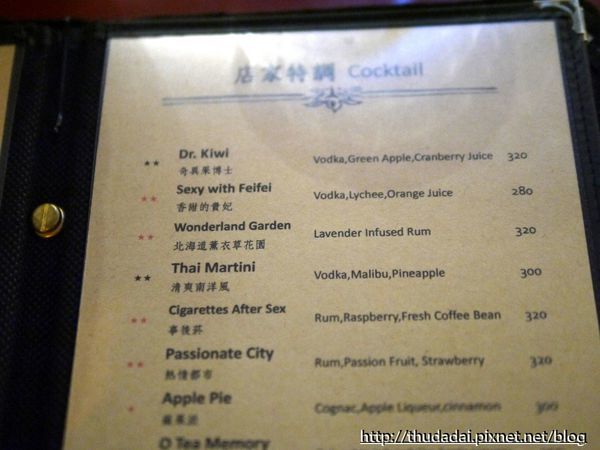 店家特調 Cocktail
★★ Dr. Kiwi Vodka,Green Apple,Cranberry Juice 320
奇異果博士
★★ Sexy with Feifei Vodka,Lychee,Orange Juice 280
香甜的貴妃
★★ Wonderland Garden Lavender Infused Rum 320
北海道薰衣草花園
★★ Thai Martini Vodka,Malibu,Pineapple 300
清爽南洋風
★★ Cigarettes After Sex Rum,Raspberry,Fresh Coffee Bean 320
事後菸
★★ Passionate City Rum,Passion Fruit, Strawberry 320
熱情都市
★ Apple Pie Cognac,Apple Liqueur,cinnamon 300
蘋果派
O Tea Memory
http://thudadai.pixnet.net/blog